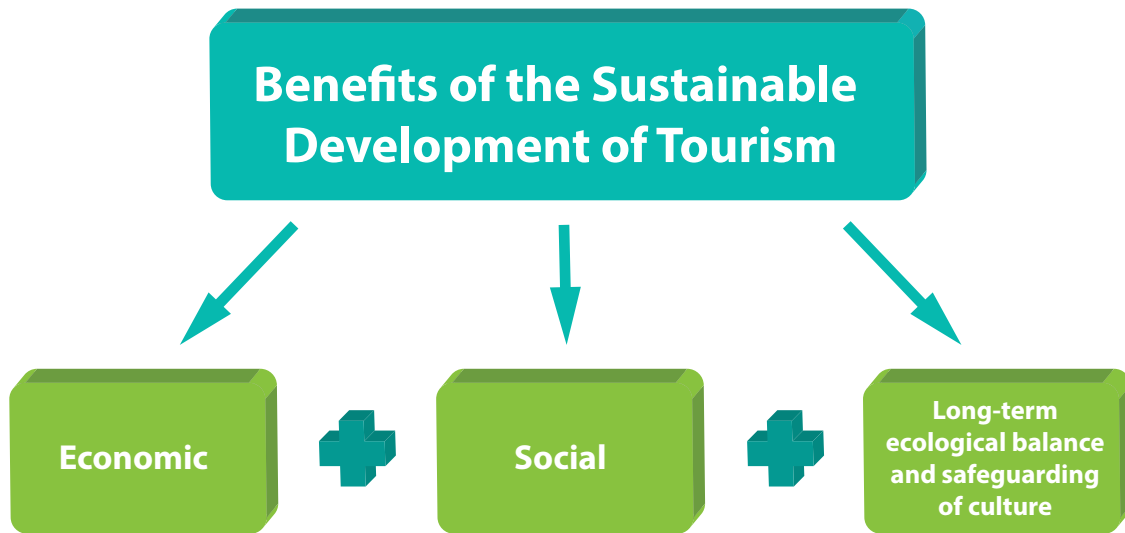 Benefits of the Sustainable
Development of Tourism
Economic
Social
Long-term
ecological balance
and safeguarding
of culture